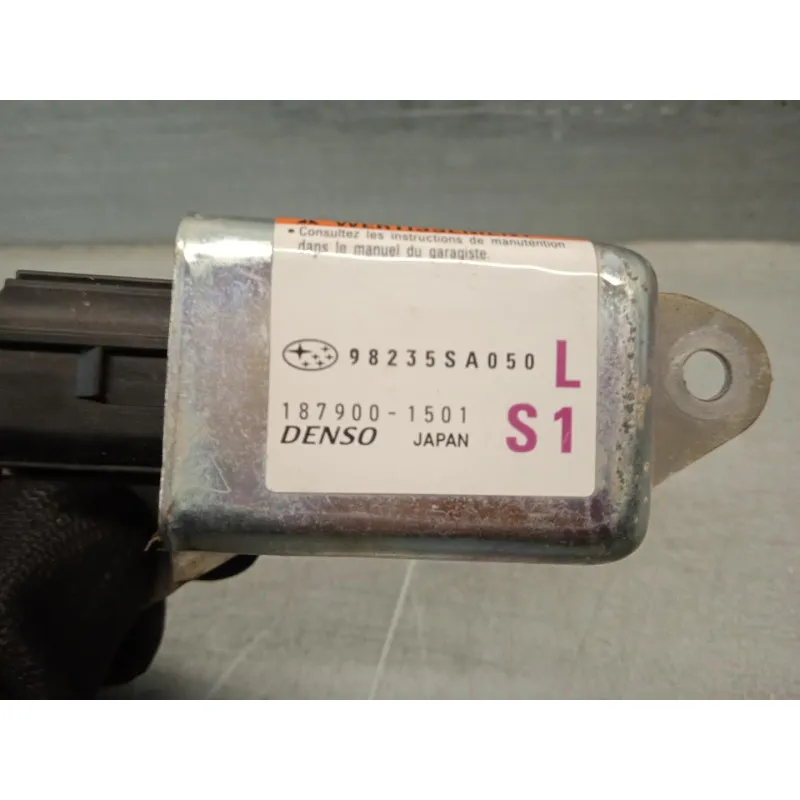 • Consultez les instructions de manutention
dans le manuel du garagiste.
98235SA050 L
187900-1501 S1
DENSO JAPAN